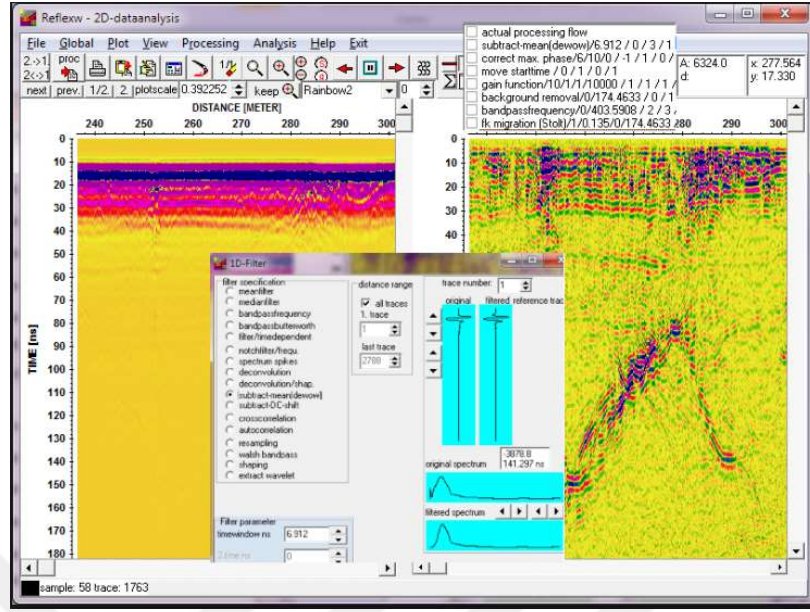 Reflexw - 2D-dataanalysis
File Global Plot View Processing Analysis Help Exit
2.->1 proc
2<->1
next prev. 1/2. 2 plotscale 0.392252 keep Rainbow2 0
actual processing flow
subtract-mean(dewow)/6.912 / 0 / 3 / 1
correct max. phase/6/10/0 / -1 / 1 / 0 /
move starttime / 0 / 1 / 0 / 1
gain function/10/1/1/10000 / 1 / 1 /
background removal/0/174.4633 / 0 / 1
bandpassfrequency/0/403.5908 / 2 / 3
fk migration (Stolt)/1/0.135/0/174.4633
A: 6324.0
d:
x: 277.564
y: 17.330
DISTANCE [METER]
240 250 260 270 280 290 300
280 290 300
TIME [ns]
0
10
20
30
40
50
60
70
80
90
100
110
120
130
140
150
160
170
180
0
10
20
30
40
1D-Filter
filter specification
meanfilter
medianfilter
bandpassfrequency
bandpassbutterworth
filter/timedependent
notchfilter/frequ.
spectrum spikes
deconvolution
deconvolution/shap.
subtract-mean(dewow)
subtract-DC-shift
crosscorrelation
autocorrelation
resampling
walsh bandpass
shaping
extract wavelet
distance range
all traces
1. trace
1
last trace
2788
trace number: 1
original filtered reference trac
-3878.8
141.297 ns
original spectrum
filtered spectrum
Filter parameter
timewindow ns 6.912
2.time ns 0
sample: 58 trace: 1763